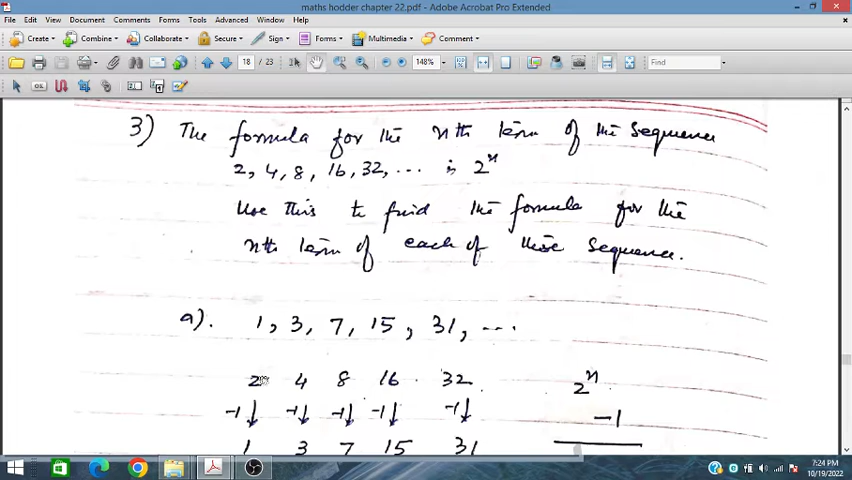 maths hodder chapter 22.pdf - Adobe Acrobat Pro Extended
File Edit View Document Comments Forms Tools Advanced Window Help
Create Combine Collaborate Secure Sign Forms Multimedia Comment
18 / 23 148% Find
3) The formula for the nth term of the sequence
2, 4, 8, 16, 32, ... is 2ⁿ
Use this to find the formula for the
nth term of each of these sequence.
a). 1, 3, 7, 15, 31, ...
2 4 8 16 32 2ⁿ
-1↓ -1↓ -1↓ -1↓ -1↓ -1
1 3 7 15 31
7:24 PM
10/19/2022